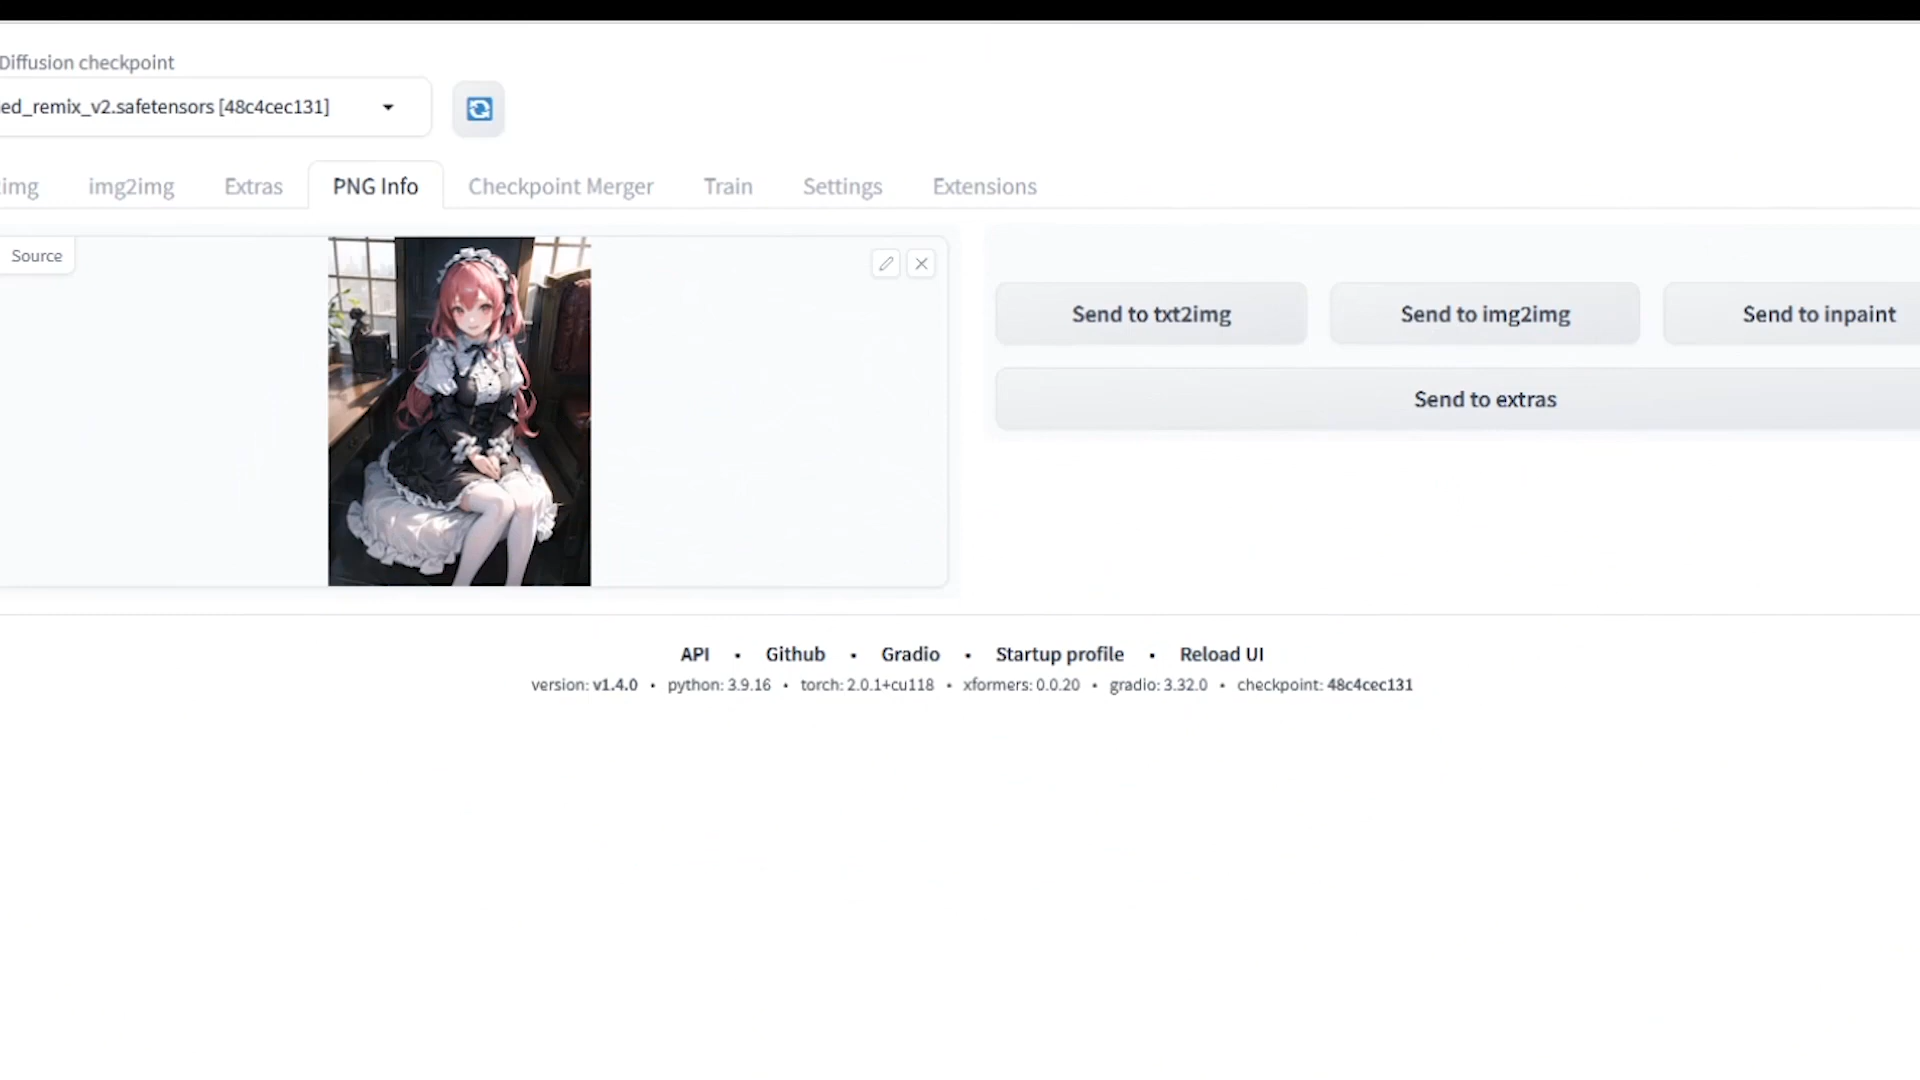 Diffusion checkpoint
ed_remix_v2.safetensors [48c4cec131]
img img2img Extras PNG Info Checkpoint Merger Train Settings Extensions
Source
Send to txt2img Send to img2img Send to inpaint
Send to extras
API • Github • Gradio • Startup profile • Reload UI
version: v1.4.0 • python: 3.9.16 • torch: 2.0.1+cu118 • xformers: 0.0.20 • gradio: 3.32.0 • checkpoint: 48c4cec131